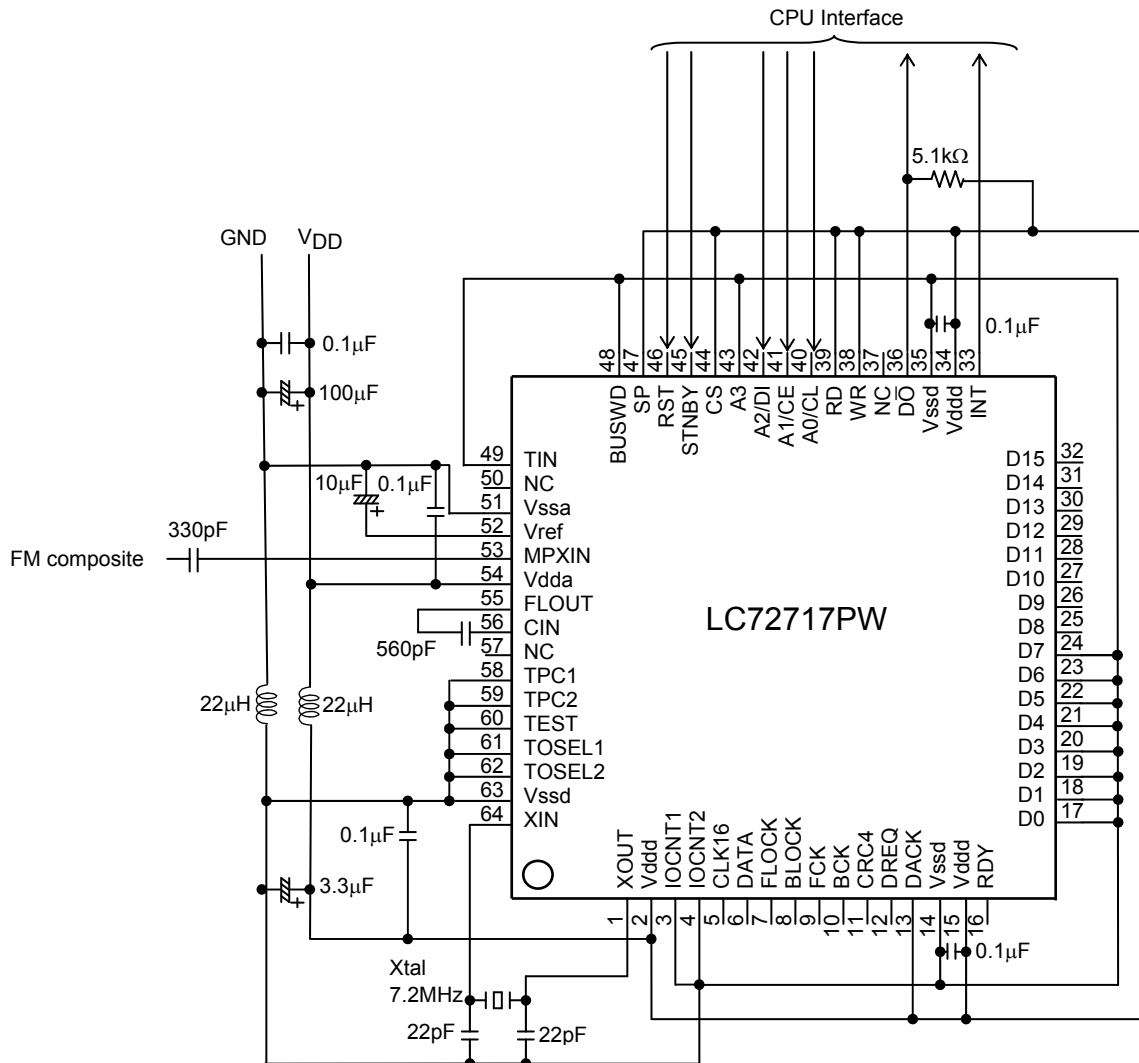 CPU Interface
5.1kΩ
GND
VDD
0.1μF
100μF
0.1μF
48 47 46 45 44 43 42 41 40 39 38 37 36 35 34 33
BUSWD SP RST STNBY CS A3 A2/DI A1/CE A0/CL RD WR NC DO Vssd Vddd INT
10μF
0.1μF
330pF
FM composite
560pF
49 TIN
50 NC
51 Vssa
52 Vref
53 MPXIN
54 Vdda
55 FLOUT
56 CIN
57 NC
58 TPC1
59 TPC2
60 TEST
61 TOSEL1
62 TOSEL2
63 Vssd
64 XIN
LC72717PW
D15 32
D14 31
D13 30
D12 29
D11 28
D10 27
D9 26
D8 25
D7 24
D6 23
D5 22
D4 21
D3 20
D2 19
D1 18
D0 17
22μH
22μH
0.1μF
3.3μF
XOUT Vddd IOCNT1 IOCNT2 CLK16 DATA FLOCK BLOCK FCK BCK CRC4 DREQ DACK Vssd Vddd RDY
1 2 3 4 5 6 7 8 9 10 11 12 13 14 15 16
0.1μF
Xtal
7.2MHz
22pF
22pF